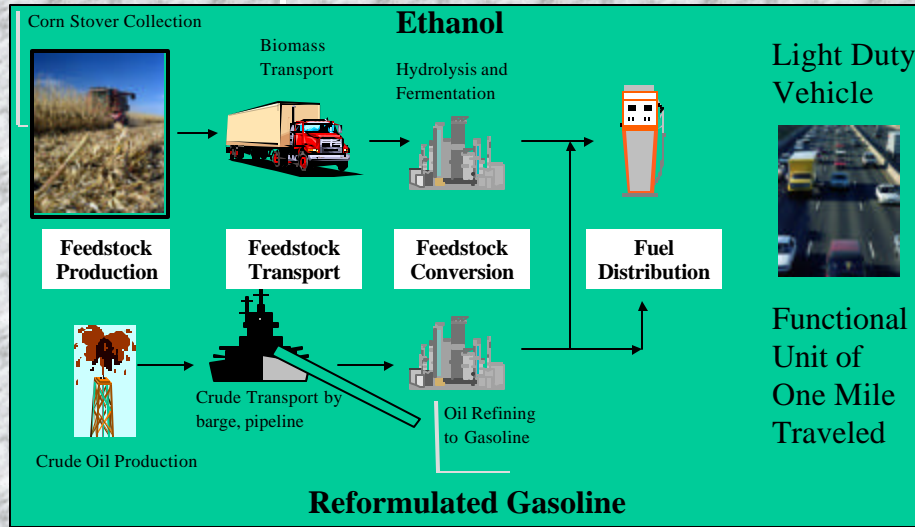 Corn Stover Collection
Ethanol
Biomass
Transport
Hydrolysis and
Fermentation
Light Duty
Vehicle
Feedstock
Production
Feedstock
Transport
Feedstock
Conversion
Fuel
Distribution
Crude Transport by
barge, pipeline
Oil Refining
to Gasoline
Crude Oil Production
Functional
Unit of
One Mile
Traveled
Reformulated Gasoline